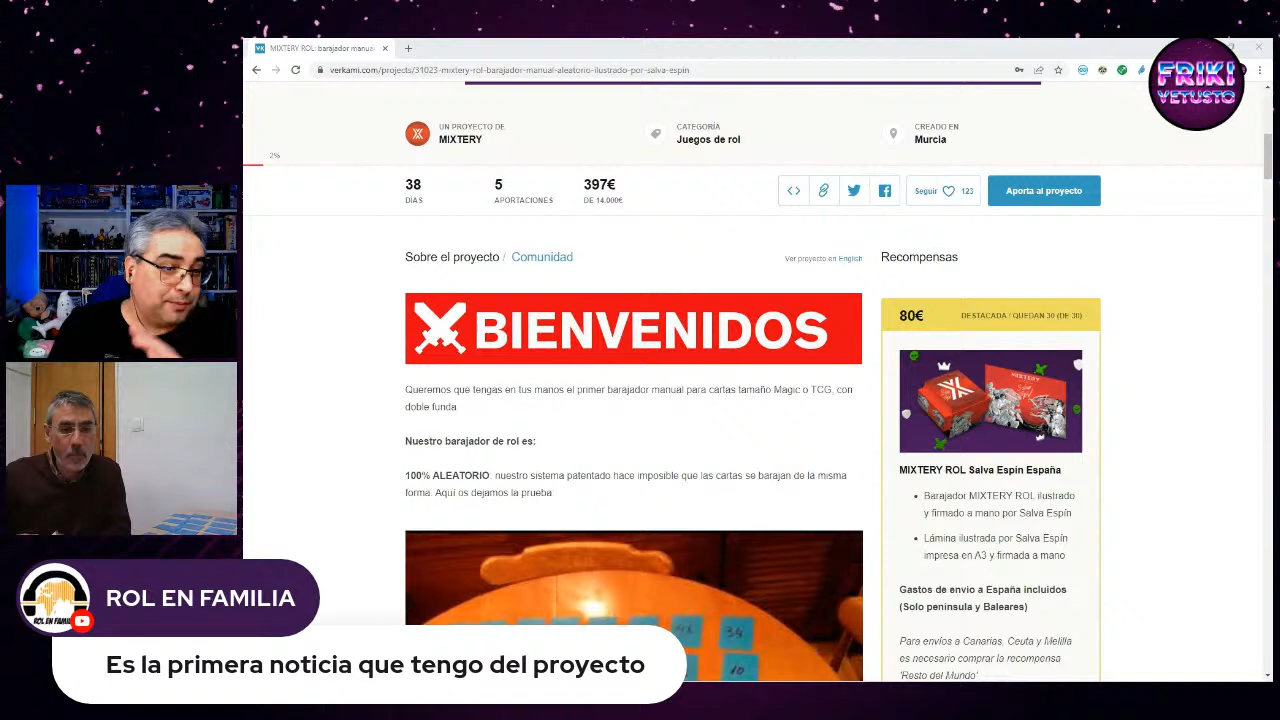 MIXTERY ROL: barajador manua
verkami.com/projects/31023-mixtery-rol-barajador-manual-aleatorio-ilustrado-por-salva-espin
FRIKI
VETUSTO
UN PROYECTO DE
MIXTERY
CATEGORÍA
Juegos de rol
CREADO EN
Murcia
2%
38
DÍAS
5
APORTACIONES
397€
DE 14.000€
Seguir 123
Aporta al proyecto
Sobre el proyecto / Comunidad
Ver proyecto en English
Recompensas
BIENVENIDOS
Queremos que tengas en tus manos el primer barajador manual para cartas tamaño Magic o TCG, con
doble funda
Nuestro barajador de rol es:
100% ALEATORIO: nuestro sistema patentado hace imposible que las cartas se barajan de la misma
forma. Aquí os dejamos la prueba:
34
10
80€
DESTACADA / QUEDAN 30 (DE 30)
MIXTERY
MIXTERY ROL Salva Espín España
Barajador MIXTERY ROL ilustrado
y firmado a mano por Salva Espín
Lámina ilustrada por Salva Espín
impresa en A3 y firmada a mano
Gastos de envio a España incluidos
(Solo península y Baleares)
Para envíos a Canarias, Ceuta y Melilla
es necesario comprar la recompensa
'Resto del Mundo'
ROL EN FAMILIA
Es la primera noticia que tengo del proyecto